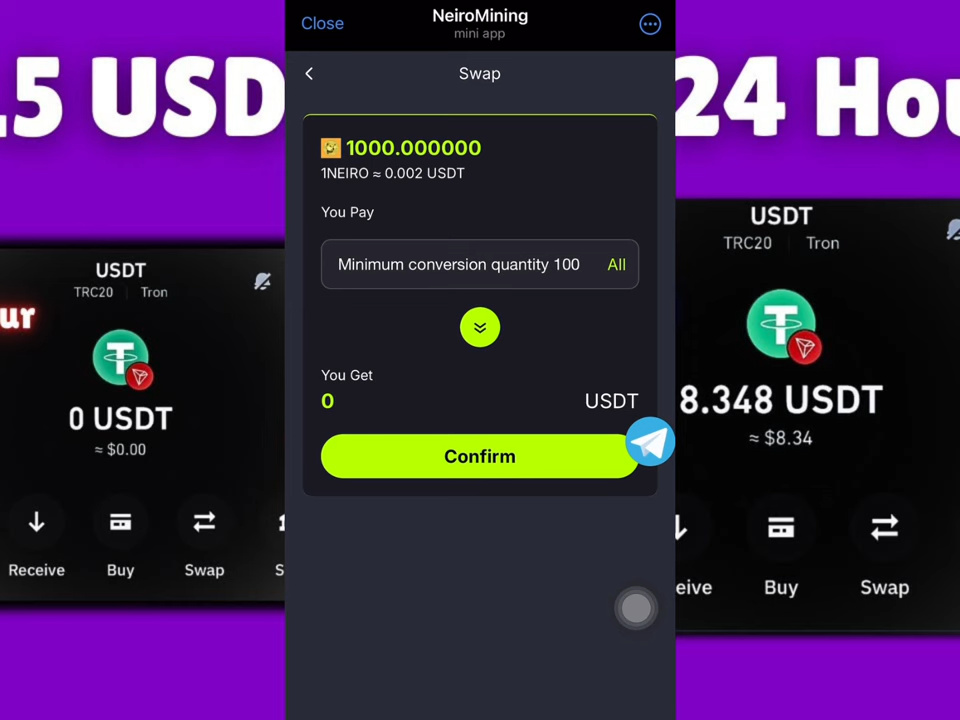 .5 USD
24 Hou
ur
USDT
TRC20 Tron
0 USDT
≈ $0.00
Receive Buy Swap S
Close
NeiroMining
mini app
Swap
1000.000000
1NEIRO ≈ 0.002 USDT
You Pay
Minimum conversion quantity 100 All
You Get
0 USDT
Confirm
USDT
TRC20 Tron
8.348 USDT
≈ $8.34
eive Buy Swap